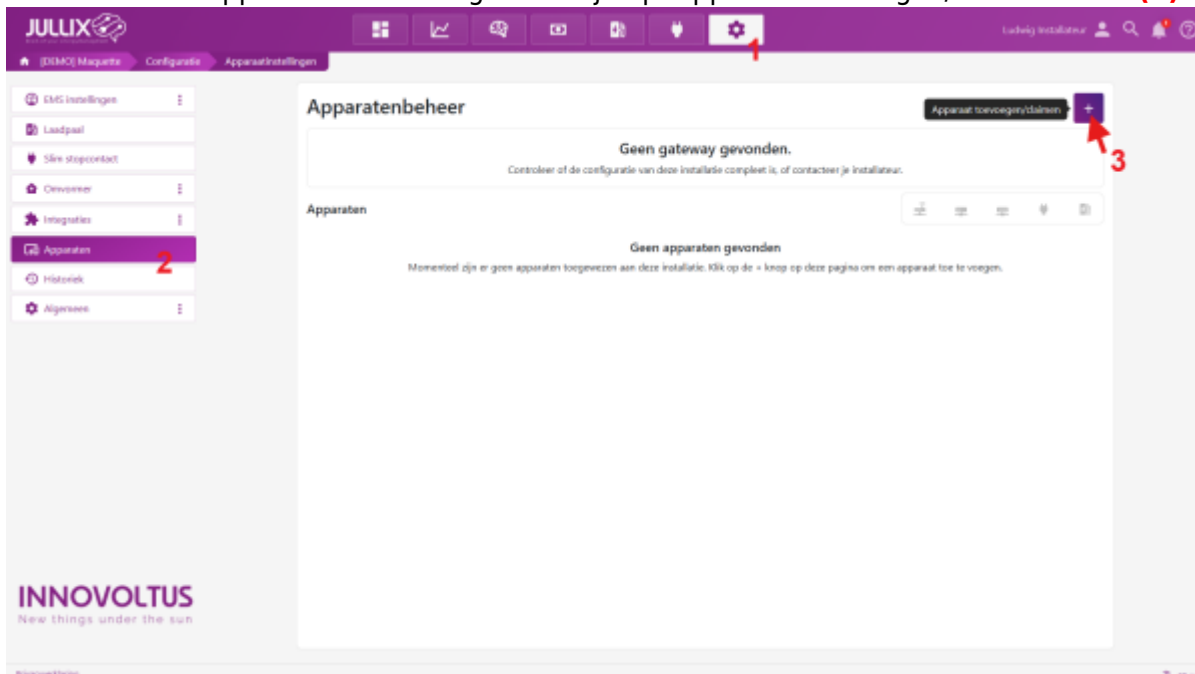 JULLIX
1
Ludwig Installateur
[DEMO] Maquette
Configuratie
Apparaatinstellingen
EMS instellingen
Laadpaal
Slim stopcontact
Omvormer
Integraties
Apparaten
2
Historiek
Algemeen
Apparatenbeheer
Apparaat toevoegen/claimen
+
3
Geen gateway gevonden.
Controleer of de configuratie van deze installatie compleet is, of contacteer je installateur.
Apparaten
Geen apparaten gevonden
Momenteel zijn er geen apparaten toegewezen aan deze installatie. Klik op de + knop op deze pagina om een apparaat toe te voegen.
INNOVOLTUS
New things under the sun